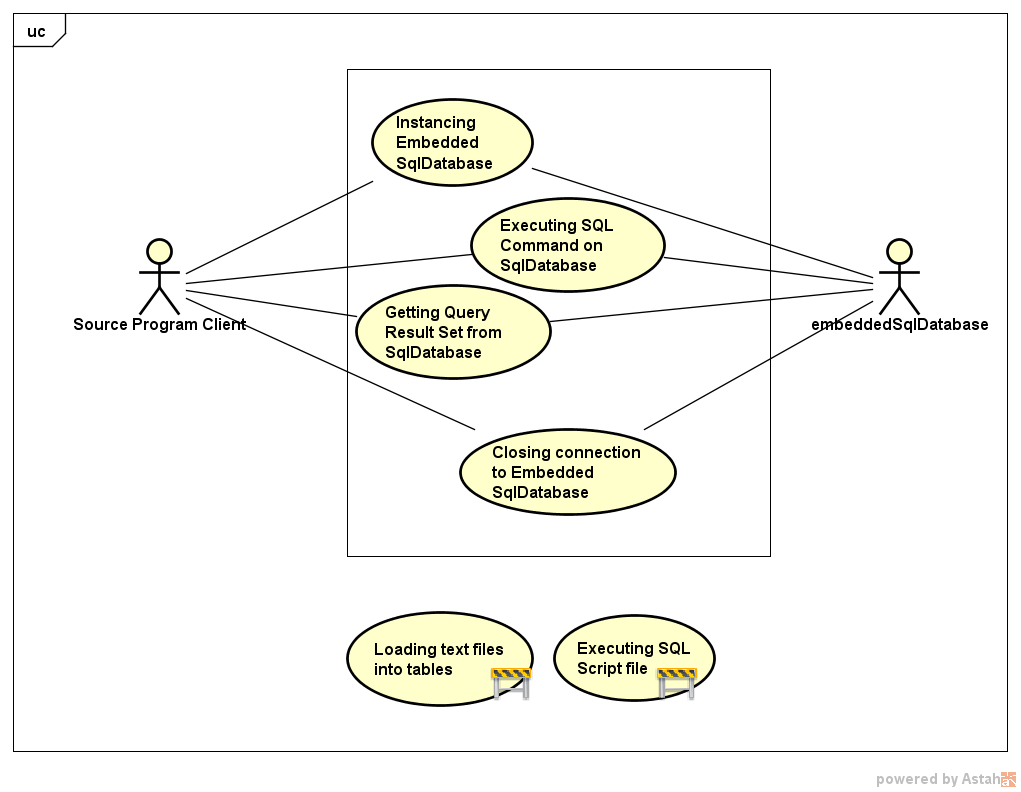 uc
Instancing
Embedded
SqlDatabase
Executing SQL
Command on
SqlDatabase
Getting Query
Result Set from
SqlDatabase
Source Program Client
embeddedSqlDatabase
Closing connection
to Embedded
SqlDatabase
Loading text files
into tables
Executing SQL
Script file
powered by Astah